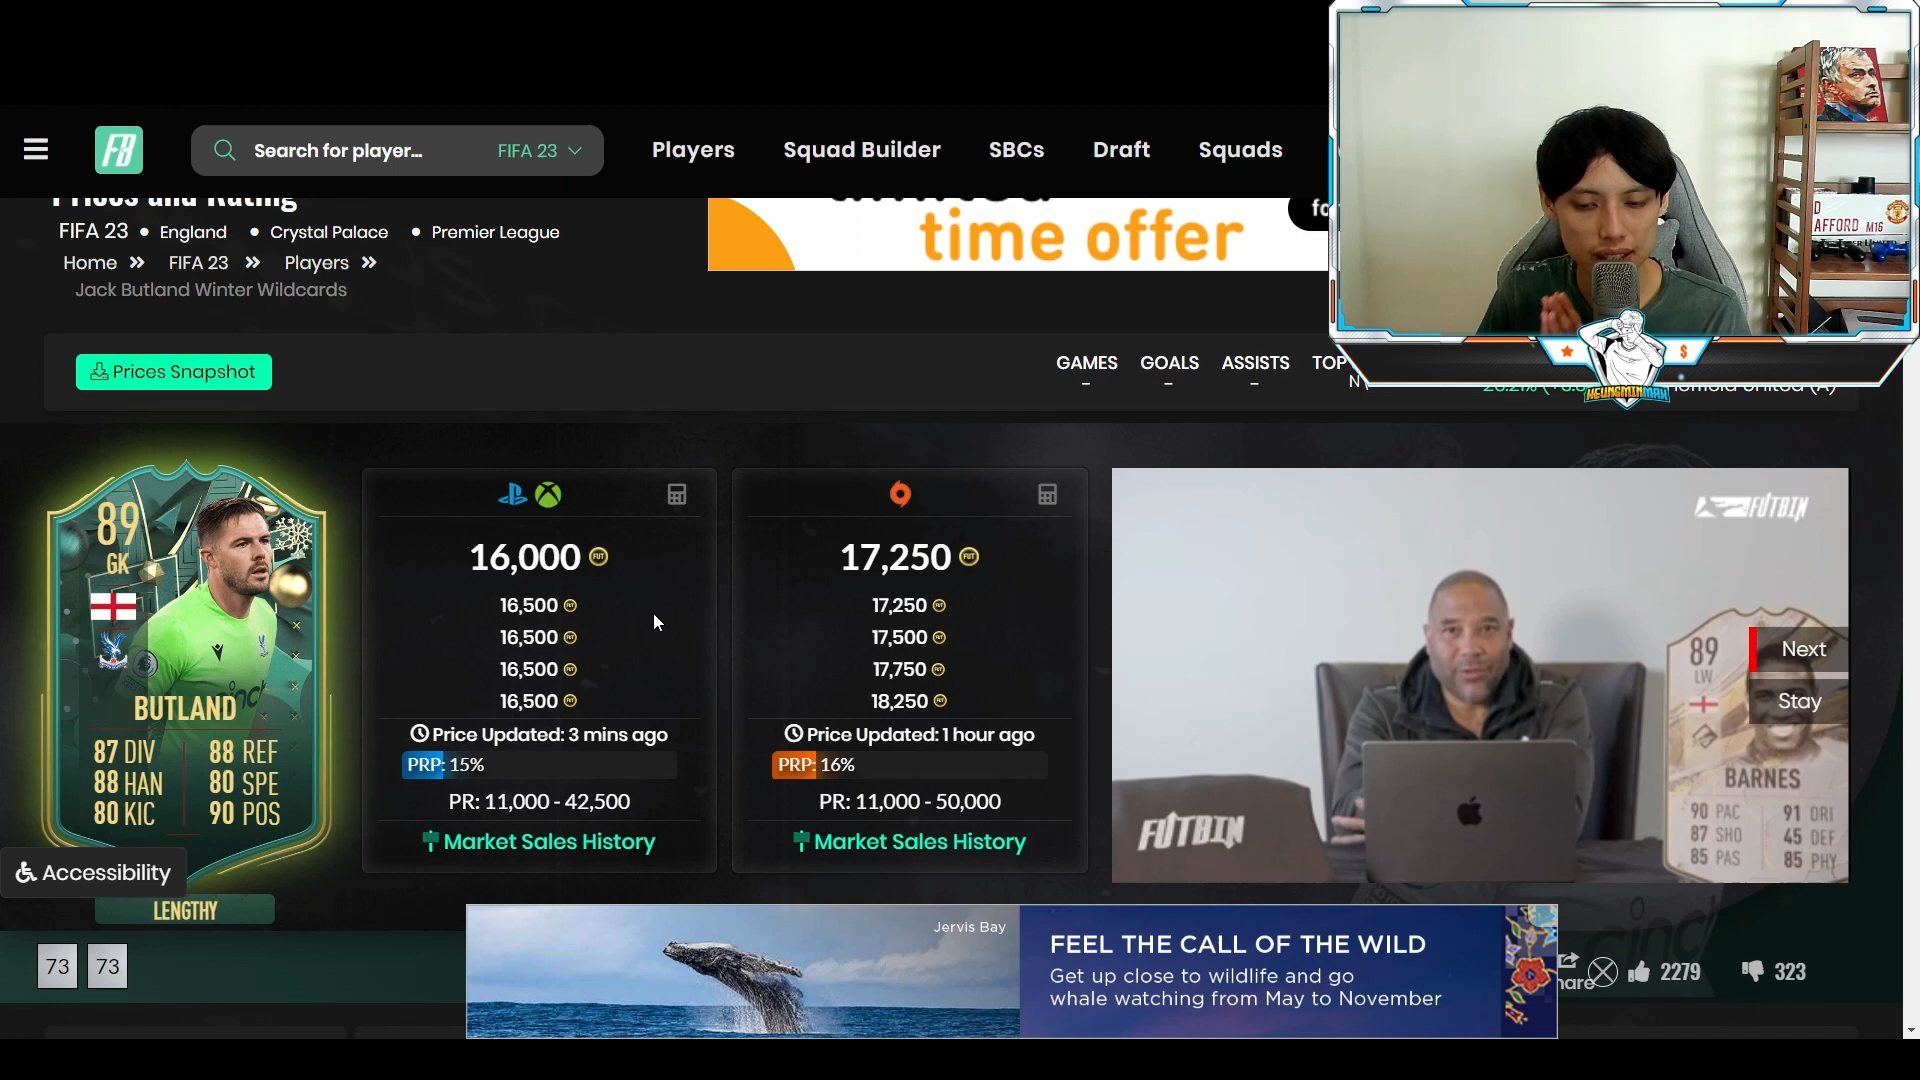 Search for player...
FIFA 23
Players
Squad Builder
SBCs
Draft
Squads
Prices and Rating
FIFA 23 • England • Crystal Palace • Premier League
Home » FIFA 23 » Players »
Jack Butland Winter Wildcards
time offer
Prices Snapshot
GAMES
GOALS
ASSISTS
TOP
-
-
-
AFFORD M16
KEUNGMINMAX
89
GK
BUTLAND
87 DIV
88 REF
88 HAN
80 SPE
80 KIC
90 POS
LENGTHY
Accessibility
73
73
16,000
16,500
16,500
16,500
16,500
Price Updated: 3 mins ago
PRP: 15%
PR: 11,000 - 42,500
Market Sales History
17,250
17,250
17,500
17,750
18,250
Price Updated: 1 hour ago
PRP: 16%
PR: 11,000 - 50,000
Market Sales History
FUTBIN
FUTBIN
89
LW
BARNES
90 PAC
91 DRI
87 SHO
45 DEF
85 PAS
85 PHY
Next
Stay
Jervis Bay
FEEL THE CALL OF THE WILD
Get up close to wildlife and go
whale watching from May to November
2279
323